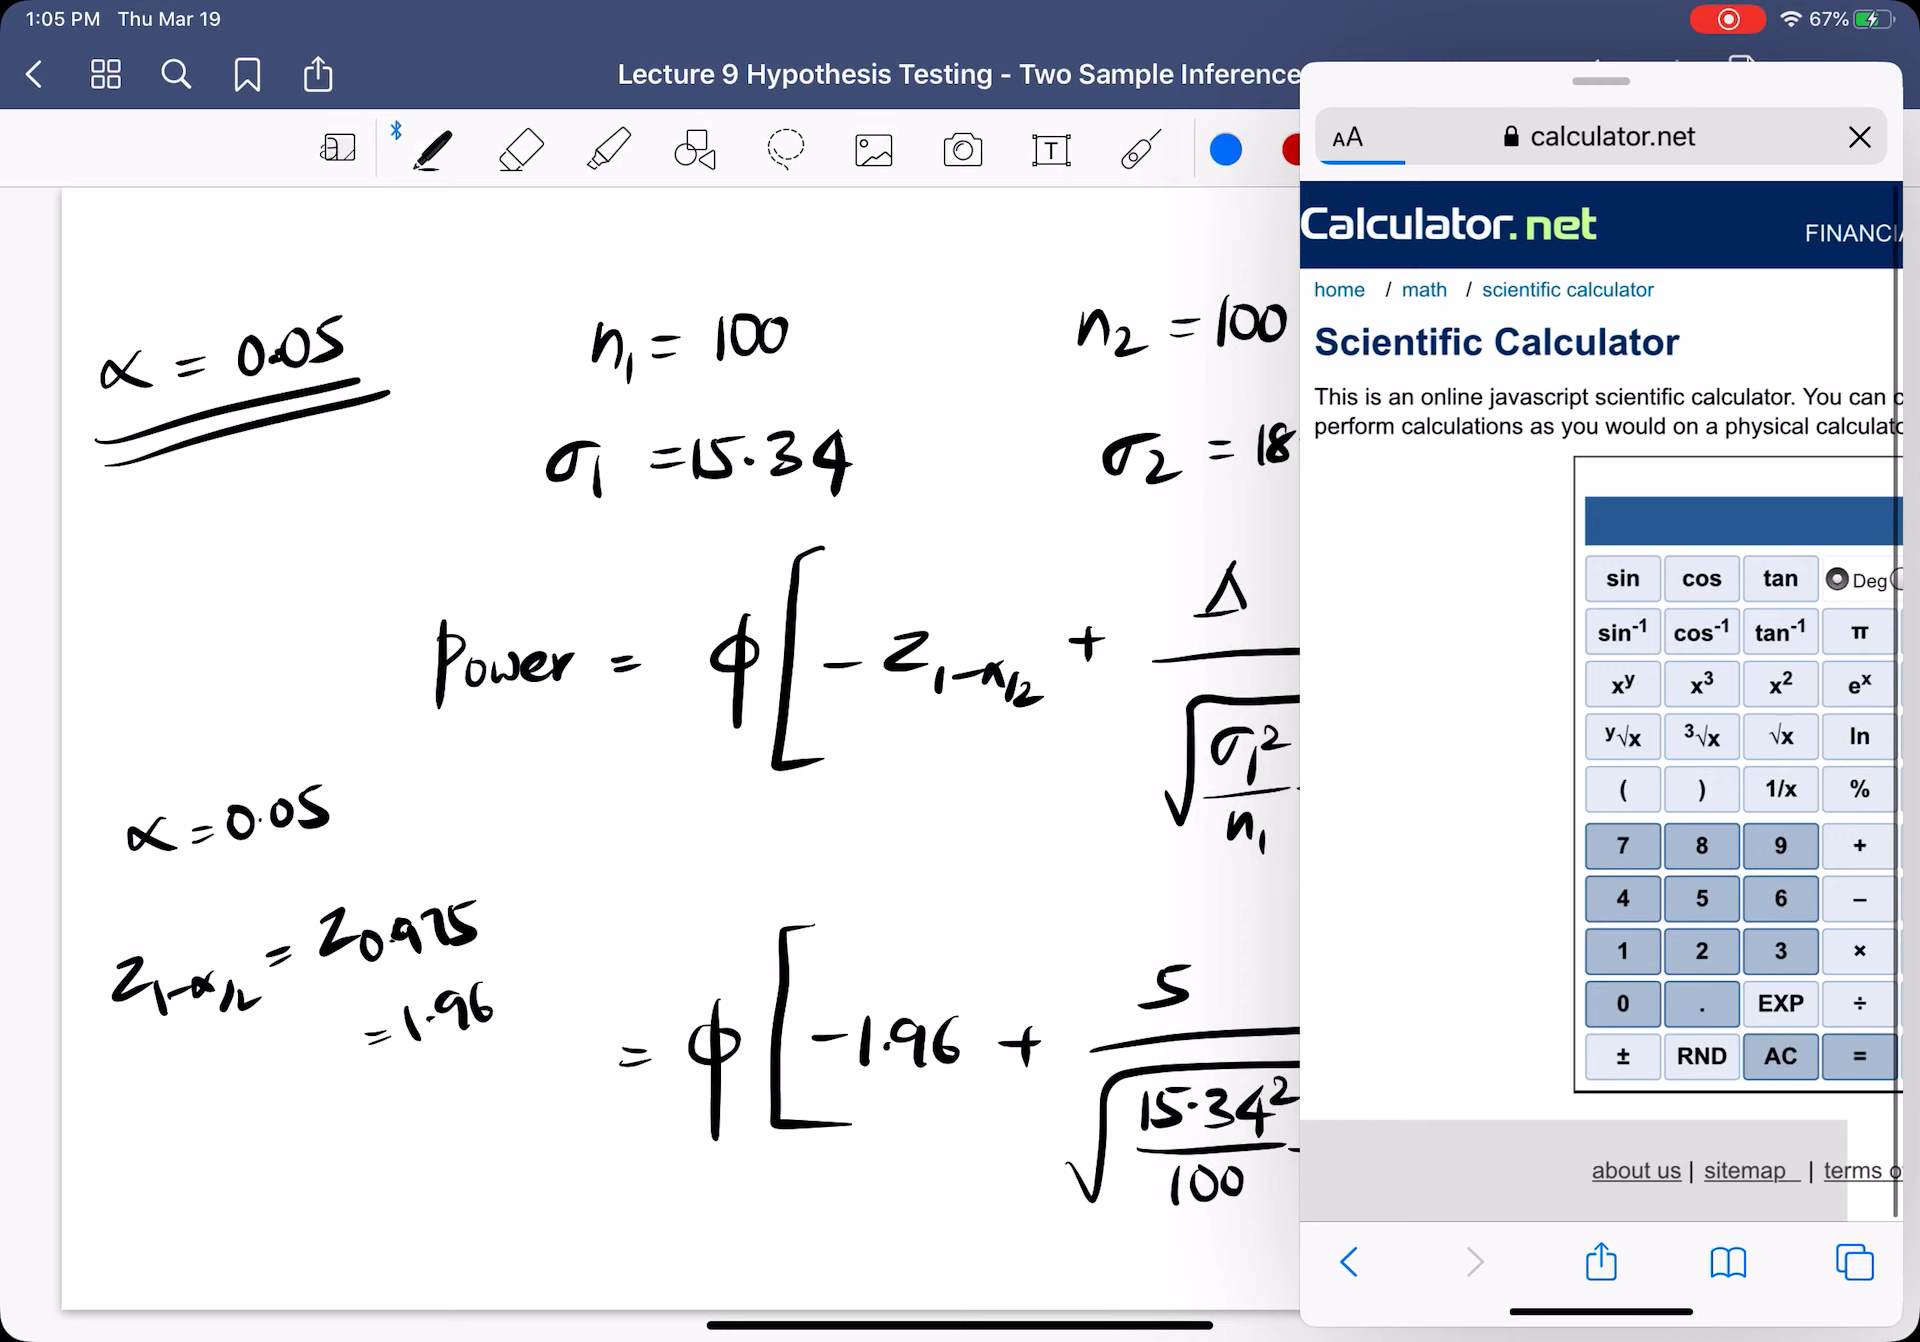 1:05 PM Thu Mar 19
67%
Lecture 9 Hypothesis Testing - Two Sample Inference
T
AA calculator.net
Calculator.net
FINANCI
home / math / scientific calculator
Scientific Calculator
This is an online javascript scientific calculator. You can
perform calculations as you would on a physical calculat
sin cos tan Deg
sin⁻¹ cos⁻¹ tan⁻¹ π
xʸ x³ x² eˣ
ʸ√x ³√x √x ln
( ) 1/x %
7 8 9 +
4 5 6 –
1 2 3 ×
0 . EXP ÷
± RND AC =
about us | sitemap | terms o
α = 0.05
n₁ = 100
n₂ = 100
σ₁ = 15.34
σ₂ = 18
Power = ϕ[ - Z₁₋α/₂ + Δ
√ σ₁²
n₁
α = 0.05
Z₁₋α/₂ = Z0.975
= 1.96
= ϕ[ -1.96 + 5
√ 15.34²
100